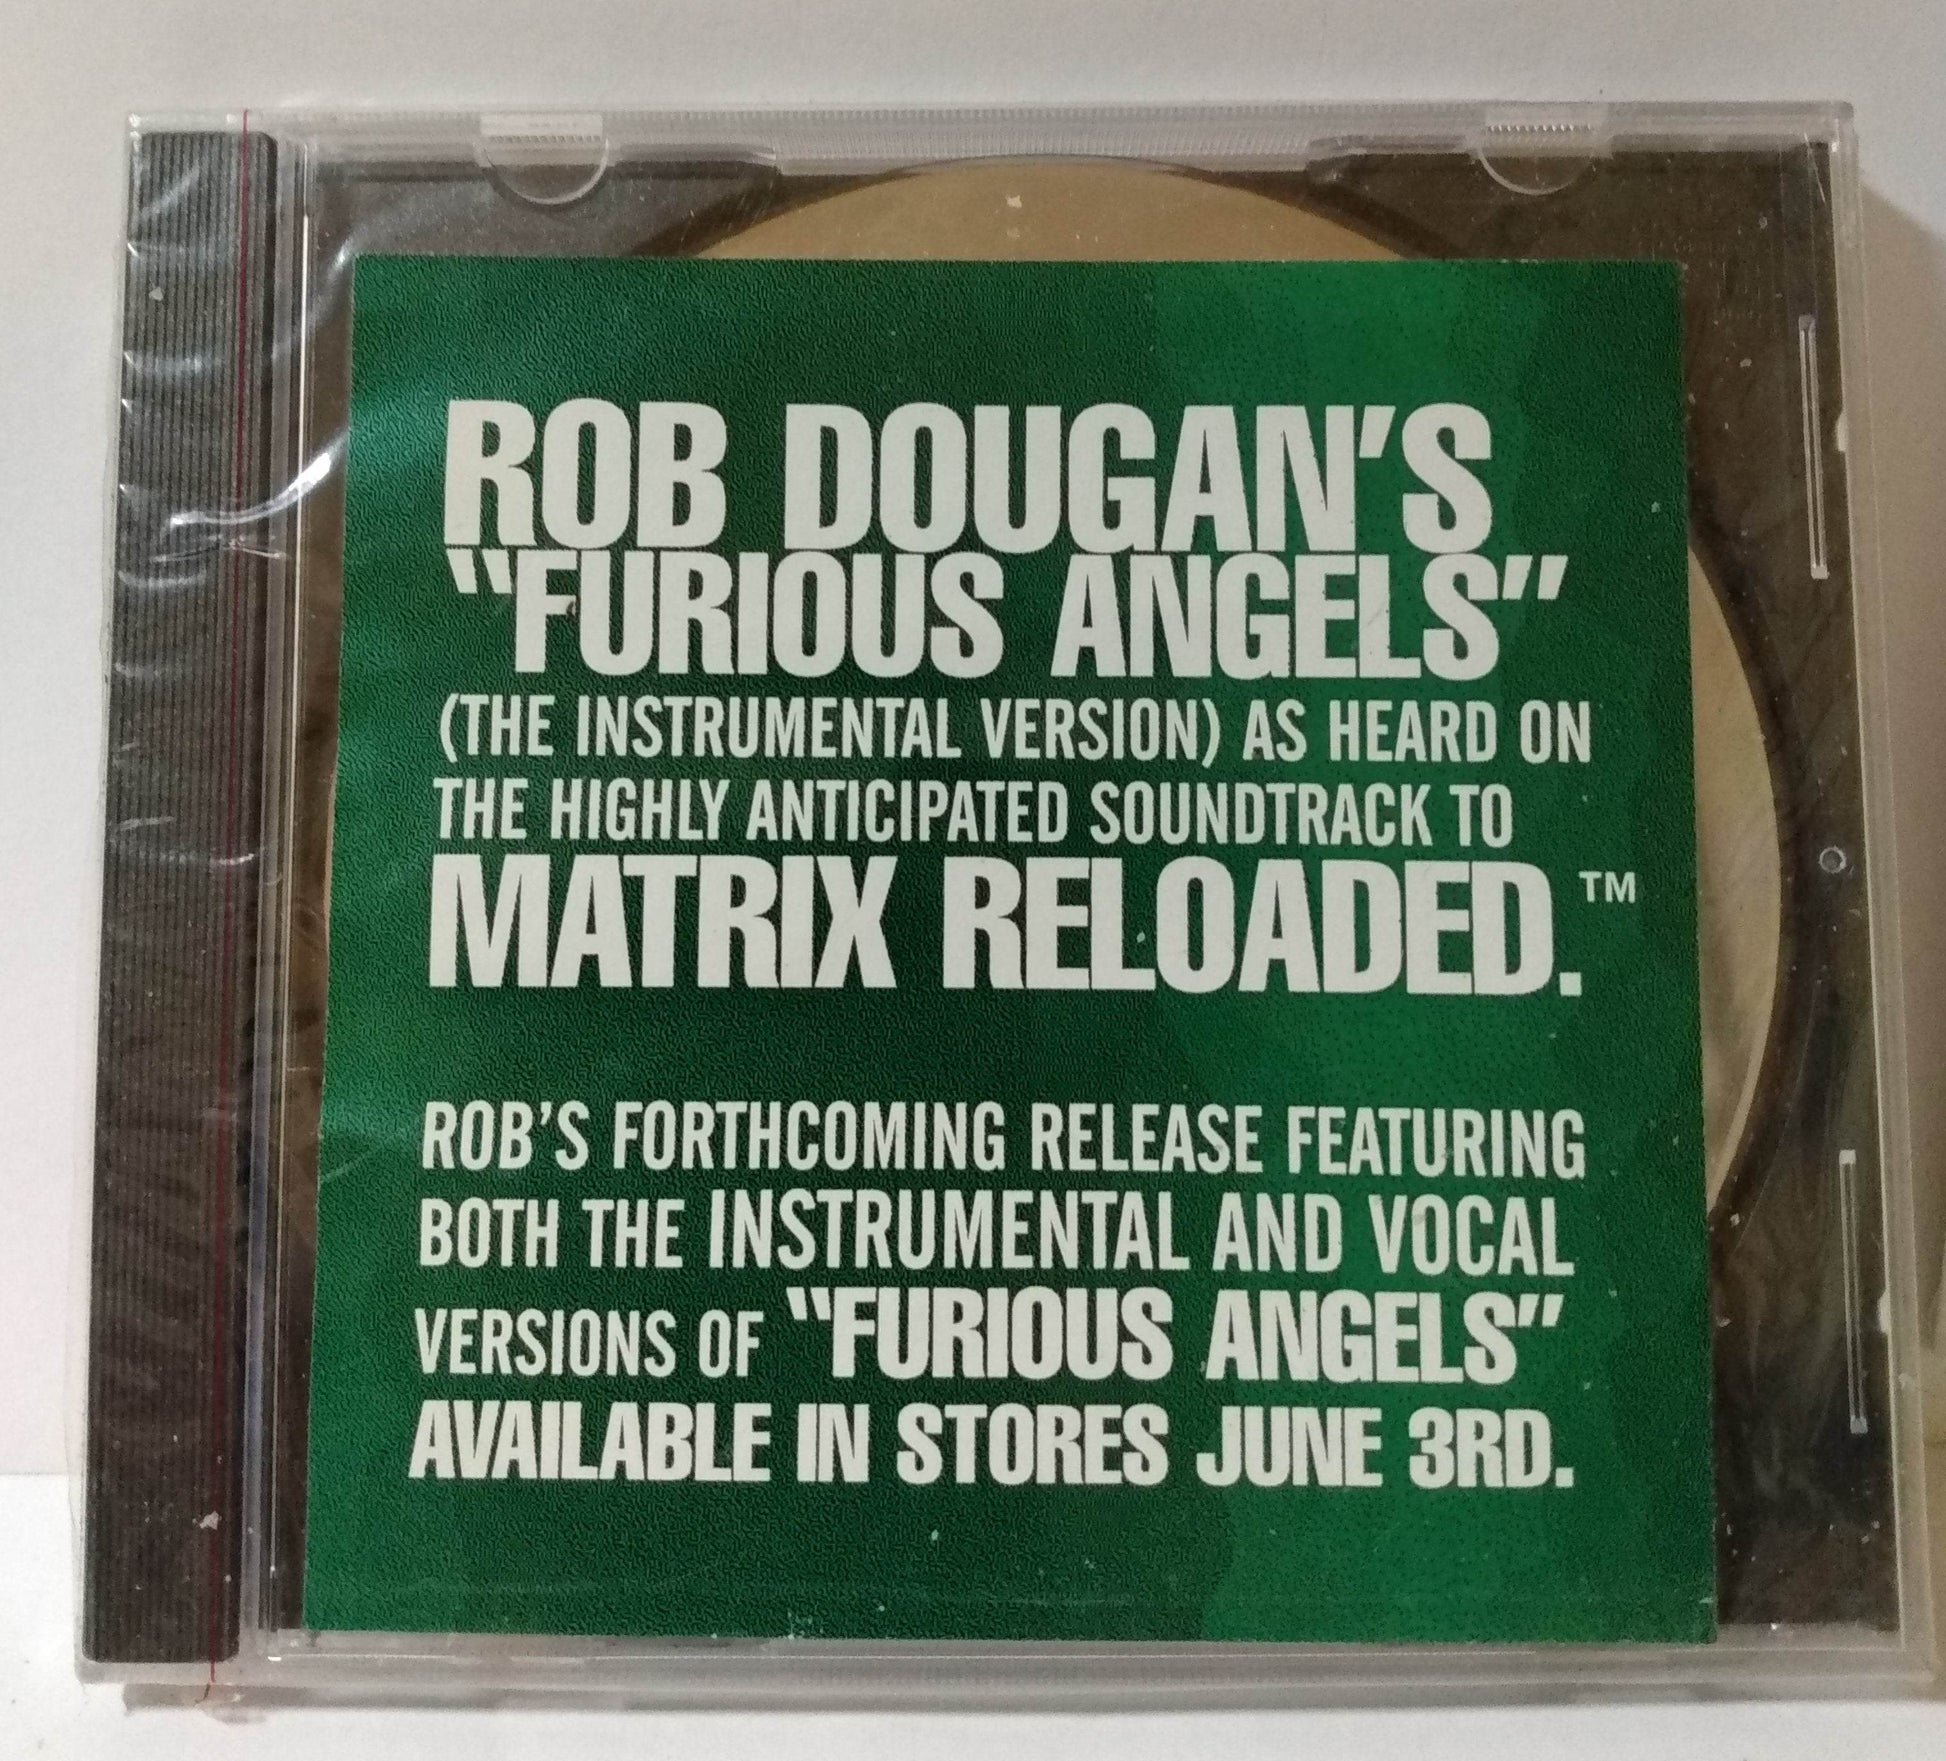 ROB DOUGAN'S
"FURIOUS ANGELS"
(THE INSTRUMENTAL VERSION) AS HEARD ON
THE HIGHLY ANTICIPATED SOUNDTRACK TO
MATRIX RELOADED.™
ROB'S FORTHCOMING RELEASE FEATURING
BOTH THE INSTRUMENTAL AND VOCAL
VERSIONS OF "FURIOUS ANGELS"
AVAILABLE IN STORES JUNE 3RD.